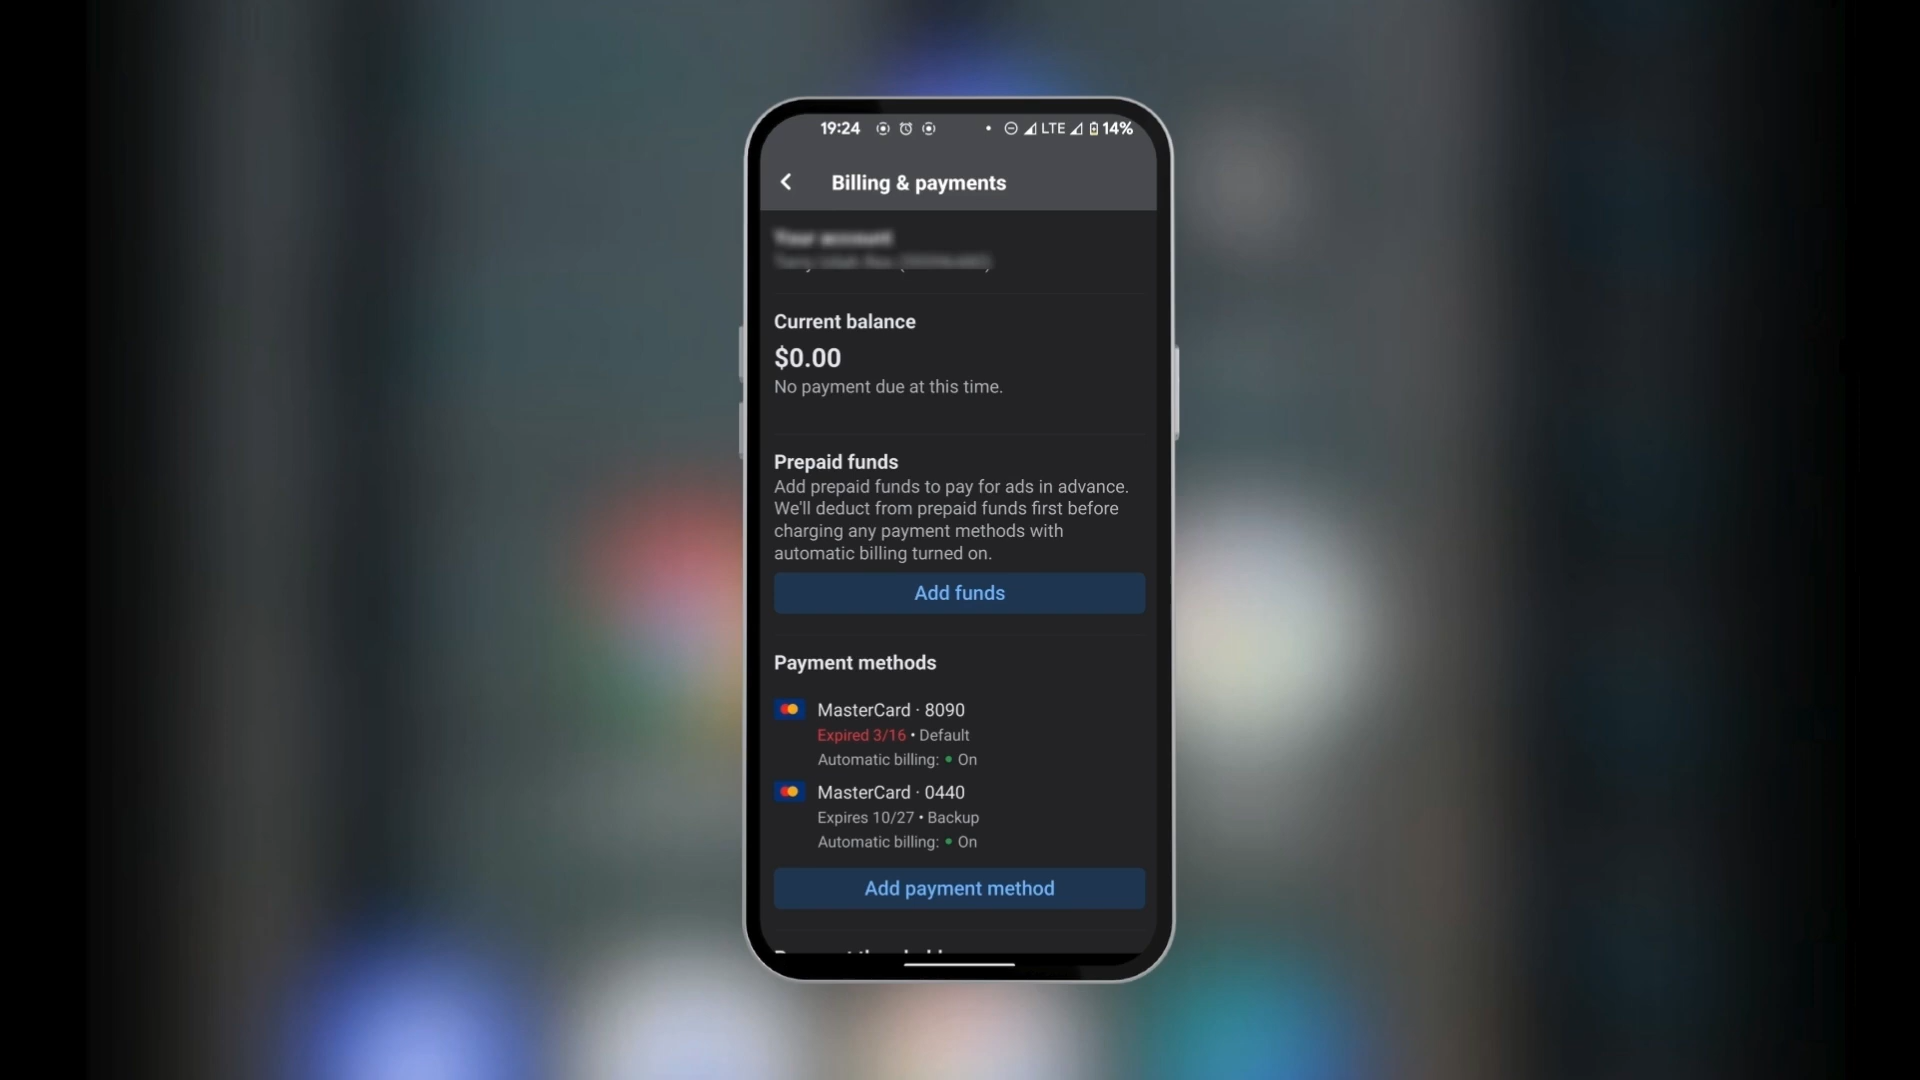 19:24 LTE 14%
Billing & payments
Your account
Current balance
$0.00
No payment due at this time.
Prepaid funds
Add prepaid funds to pay for ads in advance.
We'll deduct from prepaid funds first before
charging any payment methods with
automatic billing turned on.
Add funds
Payment methods
MasterCard · 8090
Expired 3/16 • Default
Automatic billing: • On
MasterCard · 0440
Expires 10/27 • Backup
Automatic billing: • On
Add payment method